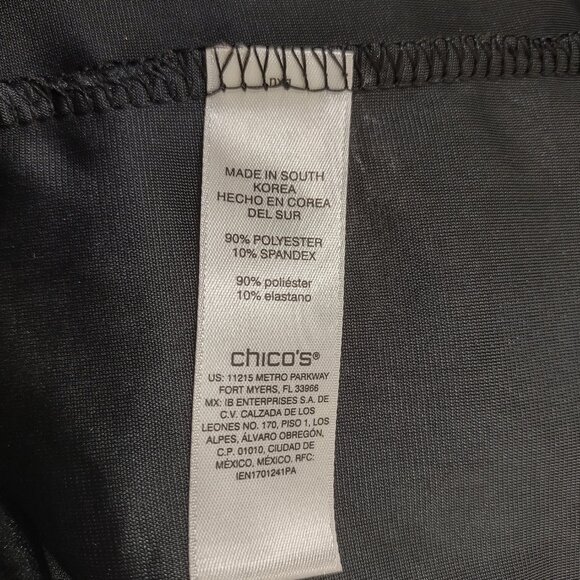 MADE IN SOUTH
KOREA
HECHO EN COREA
DEL SUR
90% POLYESTER
10% SPANDEX
90% poliéster
10% elastano
chico's®
US: 11215 METRO PARKWAY
FORT MYERS, FL 33966
MX: IB ENTERPRISES S.A. DE
C.V. CALZADA DE LOS
LEONES NO. 170, PISO 1, LOS
ALPES, ÁLVARO OBREGÓN,
C.P. 01010, CIUDAD DE
MÉXICO, MÉXICO. RFC:
IEN1701241PA